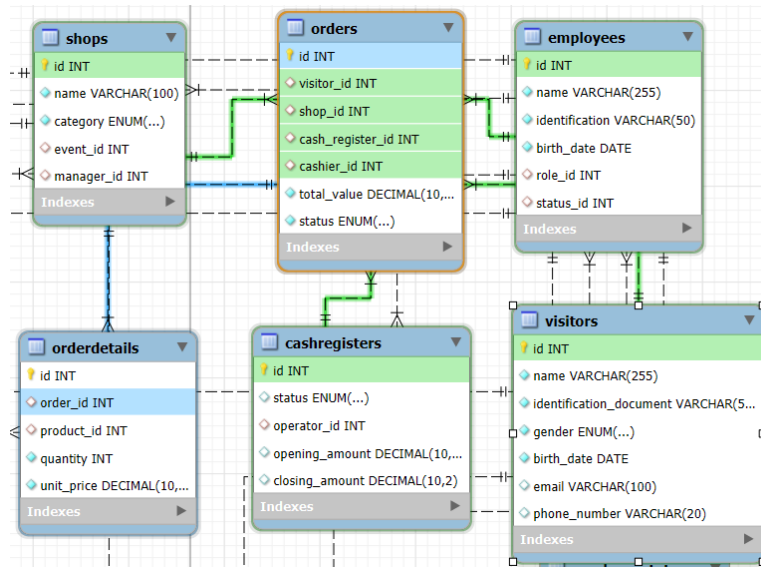 shops
id INT
name VARCHAR(100)
category ENUM(...)
event_id INT
manager_id INT
Indexes
orders
id INT
visitor_id INT
shop_id INT
cash_register_id INT
cashier_id INT
total_value DECIMAL(10,...
status ENUM(...)
Indexes
employees
id INT
name VARCHAR(255)
identification VARCHAR(50)
birth_date DATE
role_id INT
status_id INT
Indexes
orderdetails
id INT
order_id INT
product_id INT
quantity INT
unit_price DECIMAL(10,...
Indexes
cashregisters
id INT
status ENUM(...)
operator_id INT
opening_amount DECIMAL(10,...
closing_amount DECIMAL(10,2)
Indexes
visitors
id INT
name VARCHAR(255)
identification_document VARCHAR(5...
gender ENUM(...)
birth_date DATE
email VARCHAR(100)
phone_number VARCHAR(20)
Indexes